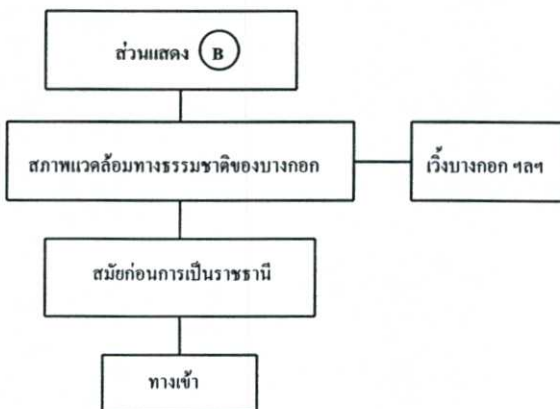 ส่วนแสดง B
สภาพแวดล้อมทางธรรมชาติของบางกอก
เวิ้งบางกอก ฯลฯ
สมัยก่อนการเป็นราชธานี
ทางเข้า